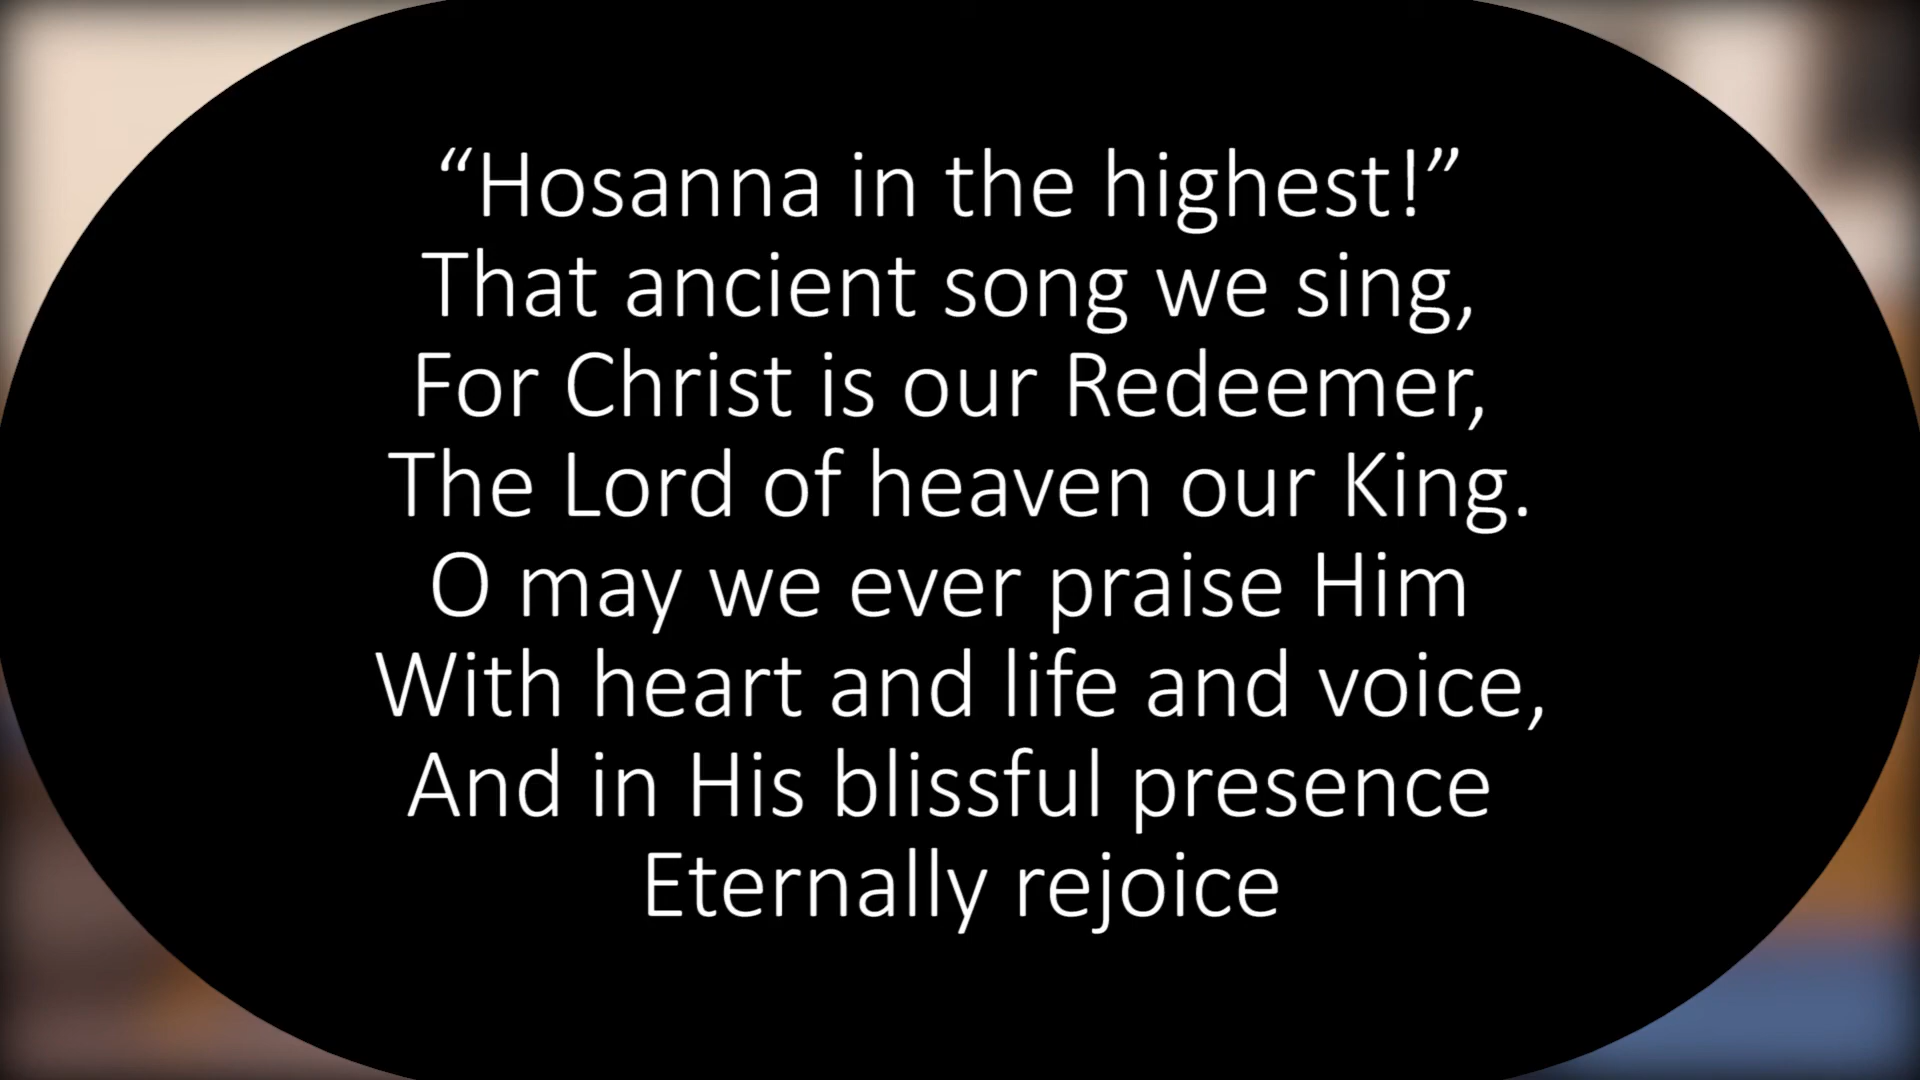 “Hosanna in the highest!”
That ancient song we sing,
For Christ is our Redeemer,
The Lord of heaven our King.
O may we ever praise Him
With heart and life and voice,
And in His blissful presence
Eternally rejoice